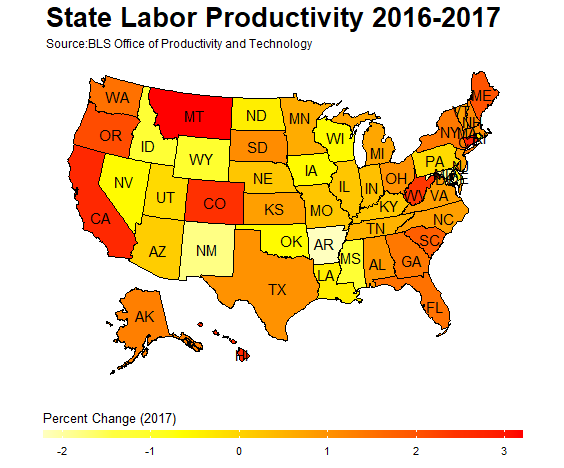 State Labor Productivity 2016-2017
Source:BLS Office of Productivity and Technology
WA
MT
ND
MN
ME
OR
ID
SD
WI
MI
NY
WY
IA
PA
NV
UT
NE
IL
IN
OH
CA
CO
KS
MO
KY
WV
VA
AZ
NM
OK
AR
TN
NC
SC
TX
LA
MS
AL
GA
FL
AK
HI
Percent Change (2017)
-2 -1 0 1 2 3